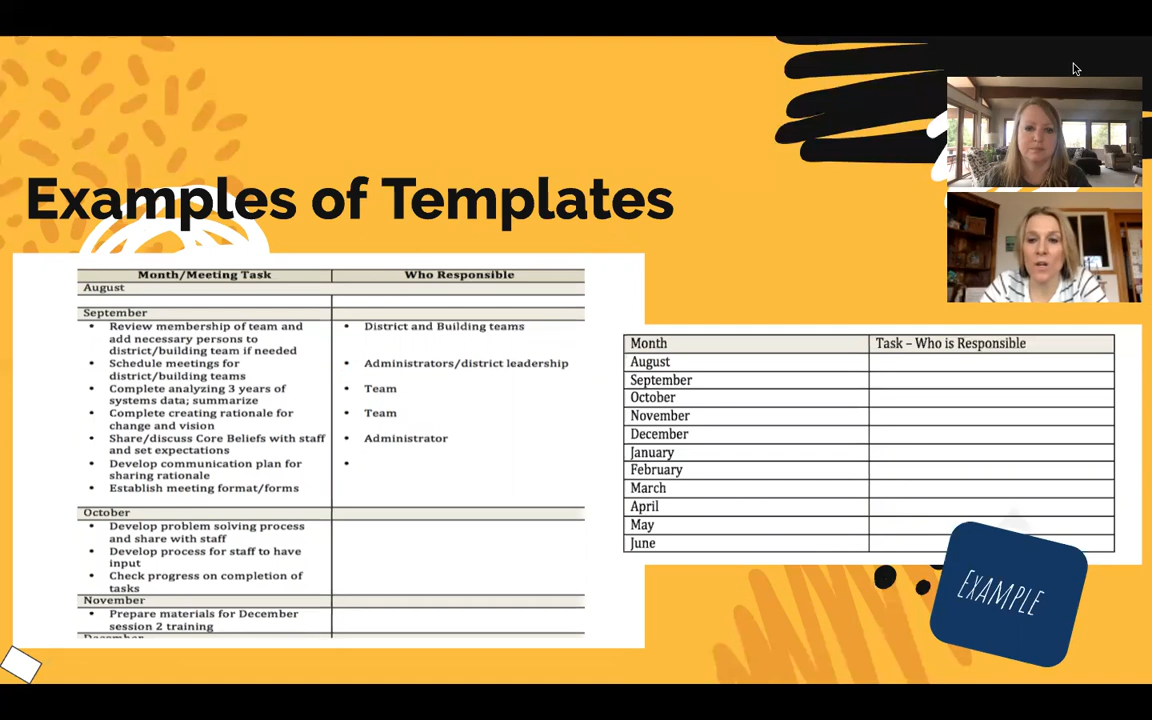 Examples of Templates
Month/Meeting Task
Who Responsible
August
September
• Review membership of team and
add necessary persons to
district/building team if needed
• District and Building teams
• Schedule meetings for
district/building teams
• Administrators/district leadership
• Complete analyzing 3 years of
systems data; summarize
• Team
• Complete creating rationale for
change and vision
• Team
• Share/discuss Core Beliefs with staff
and set expectations
• Administrator
• Develop communication plan for
sharing rationale
•
• Establish meeting format/forms
October
• Develop problem solving process
and share with staff
• Develop process for staff to have
input
• Check progress on completion of
tasks
November
• Prepare materials for December
session 2 training
December
Month
Task – Who is Responsible
August
September
October
November
December
January
February
March
April
May
June
EXAMPLE